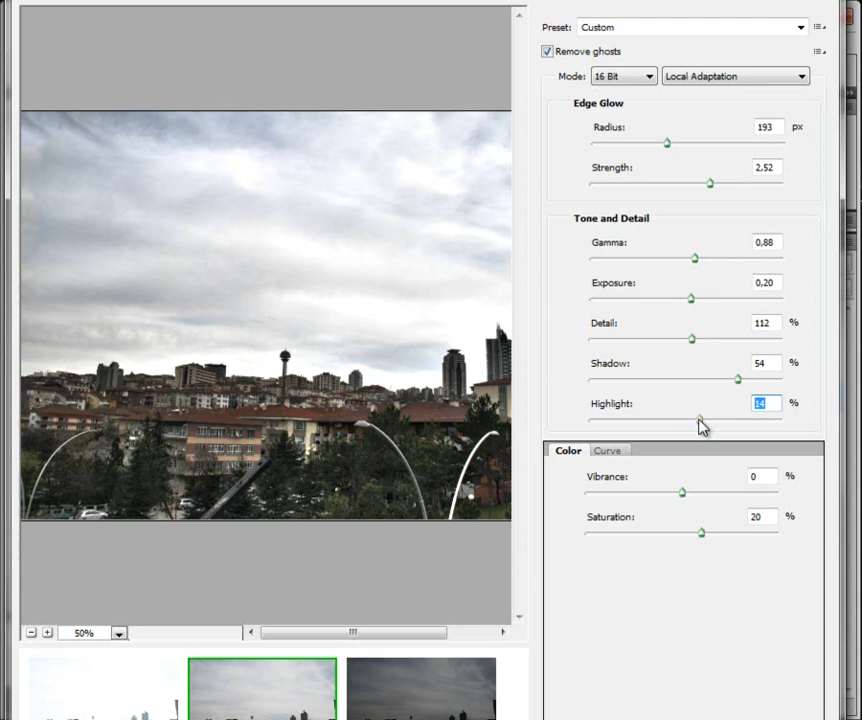 Preset: Custom
Remove ghosts
Mode: 16 Bit Local Adaptation
Edge Glow
Radius: 193 px
Strength: 2,52
Tone and Detail
Gamma: 0,88
Exposure: 0,20
Detail: 112 %
Shadow: 54 %
Highlight: 14 %
Color Curve
Vibrance: 0 %
Saturation: 20 %
50%